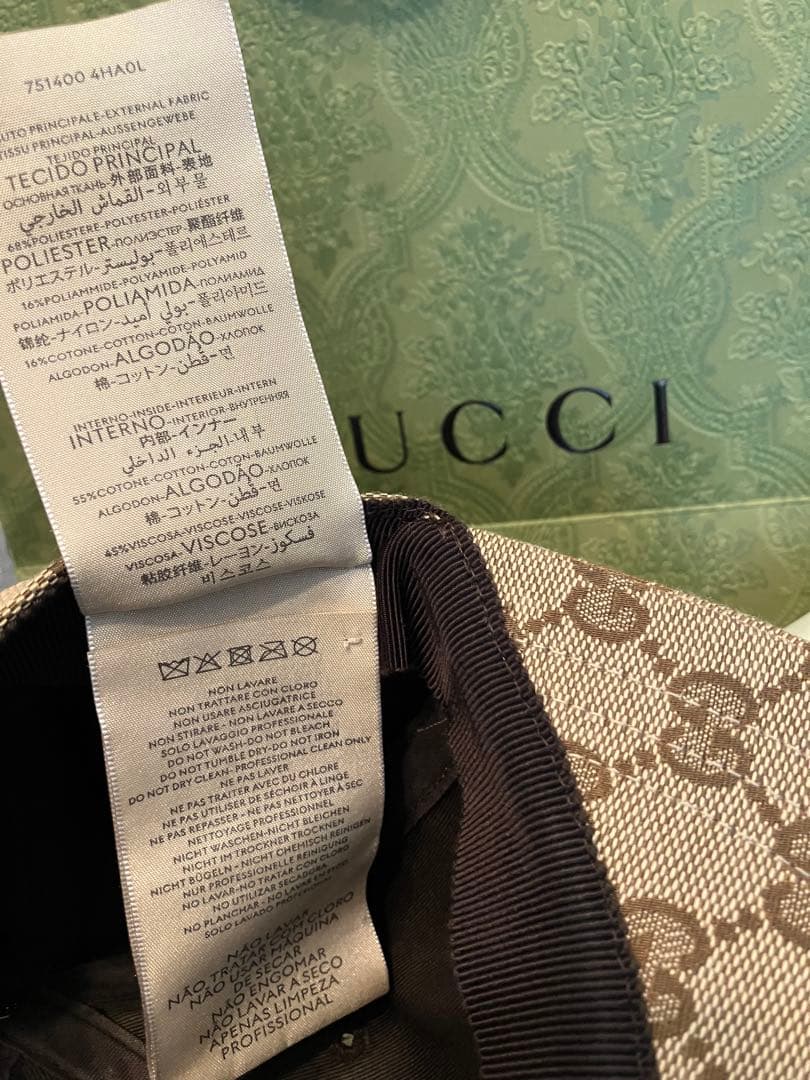 751400 4HA0L
UTO PRINCIPALE-EXTERNAL FABRIC
TISSU PRINCIPAL-AUSSENGEWEBE
TEJIDO PRINCIPAL
TECIDO PRINCIPAL
ОСНОВНАЯ ТКАНЬ-外部面料-表地
القماش الخارجي-외부물
68%POLIESTERE-POLYESTER-POLIÉSTER
POLIESTER-ПОЛИЭСТЕР-聚酯纤维
ポリエステル-بوليستر-폴리에스테르
16%POLIAMMIDE-POLYAMIDE-POLYAMID
POLIAMIDA-POLIAMIDA-ПОЛИАМИД
锦纶-ナイロン-بولي أميد-폴리아미드
16%COTONE-COTTON-COTON-BAUMWOLLE
ALGODON-ALGODÃO-ХЛОПОК
棉-コットン-قطن-면
INTERNO-INSIDE-INTERIEUR-INTERN
INTERNO-INTERIOR-ВНУТРЕННЯЯ
内部-インナー
الجزء الداخلي-내부
55%COTONE-COTTON-COTON-BAUMWOLLE
ALGODON-ALGODÃO-ХЛОПОК
棉-コットン-قطن-면
45%VISCOSA-VISCOSE-VISCOSE-VISKOSE
VISCOSA-VISCOSE-ВИСКОЗА
粘胶纤维-レーヨン-فسكوز
비스코스
NON LAVARE
NON TRATTARE CON CLORO
NON USARE ASCIUGATRICE
NON STIRARE - NON LAVARE A SECCO
SOLO LAVAGGIO PROFESSIONALE
DO NOT WASH-DO NOT BLEACH
DO NOT TUMBLE DRY-DO NOT IRON
DO NOT DRY CLEAN-PROFESSIONAL CLEAN ONLY
NE PAS LAVER
NE PAS TRAITER AVEC DU CHLORE
NE PAS UTILISER DE SÉCHOIR À LINGE
NE PAS REPASSER - NE PAS NETTOYER À SEC
NETTOYAGE PROFESSIONNEL
NICHT WASCHEN-NICHT BLEICHEN
NICHT IM TROCKNER TROCKNEN
NICHT BÜGELN - NICHT CHEMISCH REINIGEN
NUR PROFESSIONELLE REINIGUNG
NO LAVAR-NO TRATAR CON CLORO
NO UTILIZAR SECADORA
NO PLANCHAR - NO LAVAR EN
SOLO LAVADO PROFESIONAL
NÃO LAVAR
NÃO TRATAR COM CLORO
NÃO USAR MÁQUINA
DE SECAR
NÃO ENGOMAR
NÃO LAVAR A SECO
APENAS LIMPEZA
PROFISSIONAL
UCCI